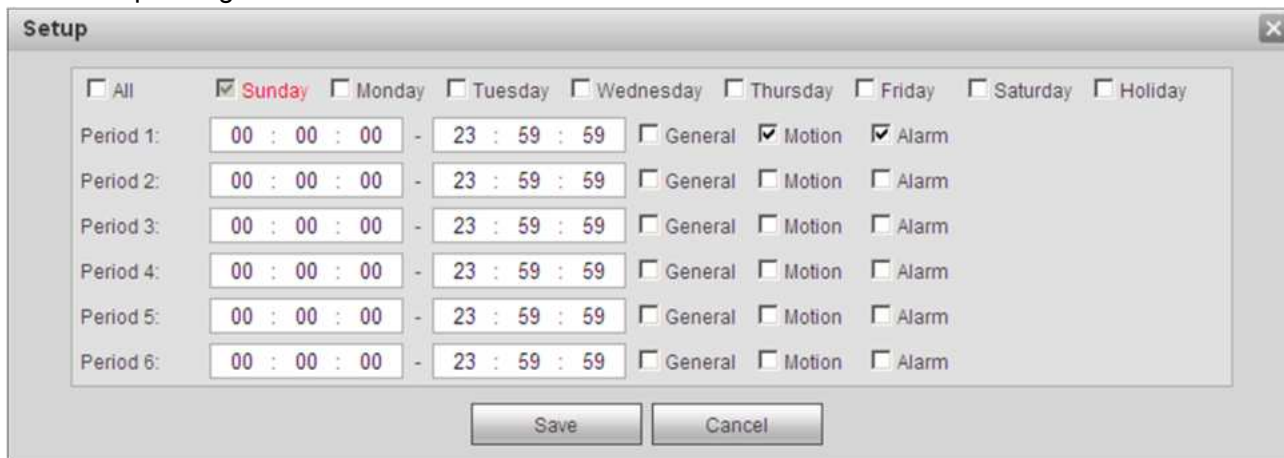 Setup
All Sunday Monday Tuesday Wednesday Thursday Friday Saturday Holiday
Period 1: 00 : 00 : 00 - 23 : 59 : 59 General Motion Alarm
Period 2: 00 : 00 : 00 - 23 : 59 : 59 General Motion Alarm
Period 3: 00 : 00 : 00 - 23 : 59 : 59 General Motion Alarm
Period 4: 00 : 00 : 00 - 23 : 59 : 59 General Motion Alarm
Period 5: 00 : 00 : 00 - 23 : 59 : 59 General Motion Alarm
Period 6: 00 : 00 : 00 - 23 : 59 : 59 General Motion Alarm
Save Cancel